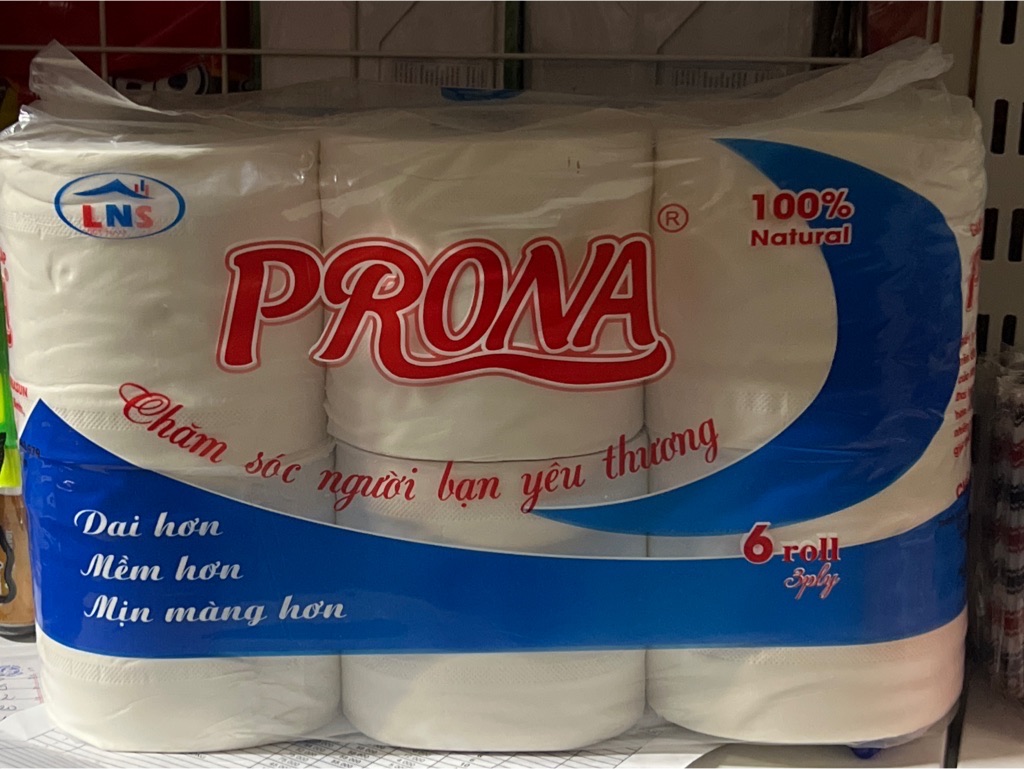 LNS
PRONA ®
100%
Natural
Chăm sóc người bạn yêu thương
Dai hơn
Mềm hơn
Mịn màng hơn
6 roll
3ply